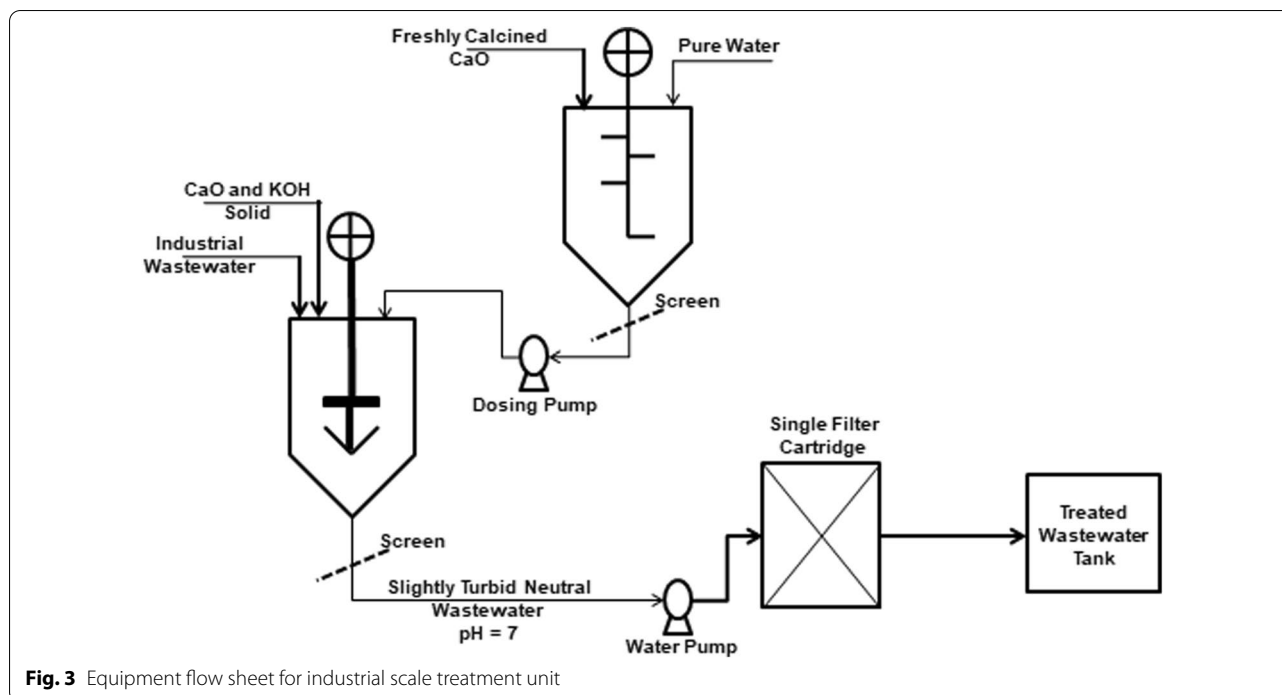 Freshly Calcined
CaO
Pure Water
CaO and KOH
Solid
Industrial
Wastewater
Screen
Dosing Pump
Single Filter
Cartridge
Treated
Wastewater
Tank
Screen
Slightly Turbid Neutral
Wastewater
pH = 7
Water Pump
Fig. 3 Equipment flow sheet for industrial scale treatment unit